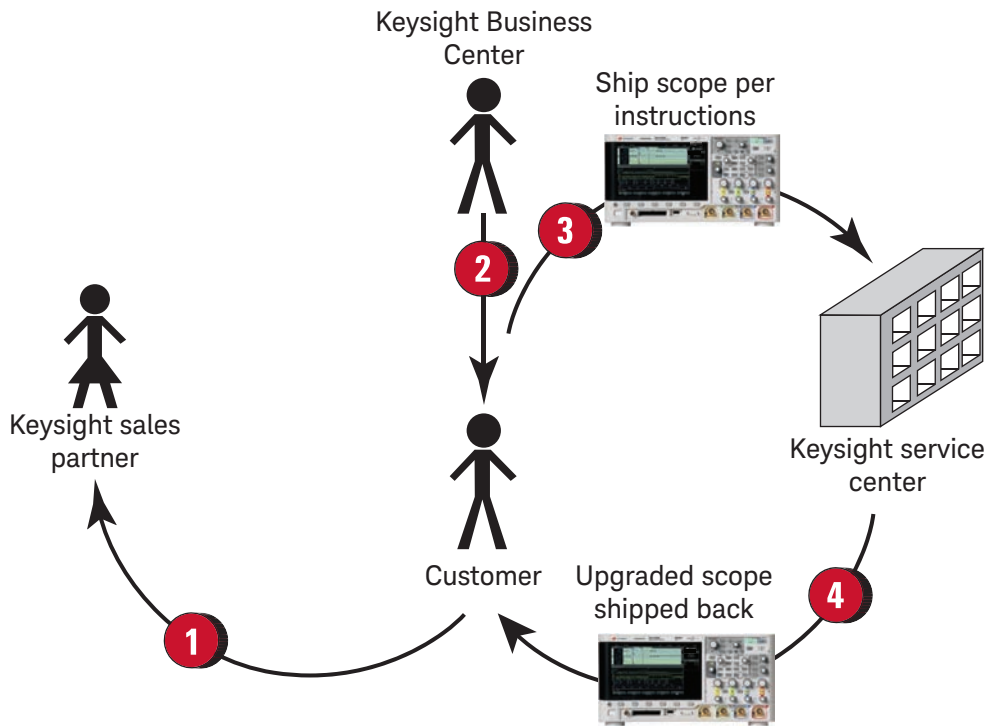 Keysight Business
Center
Ship scope per
instructions
3
2
Keysight sales
partner
Keysight service
center
Customer
Upgraded scope
shipped back
4
1